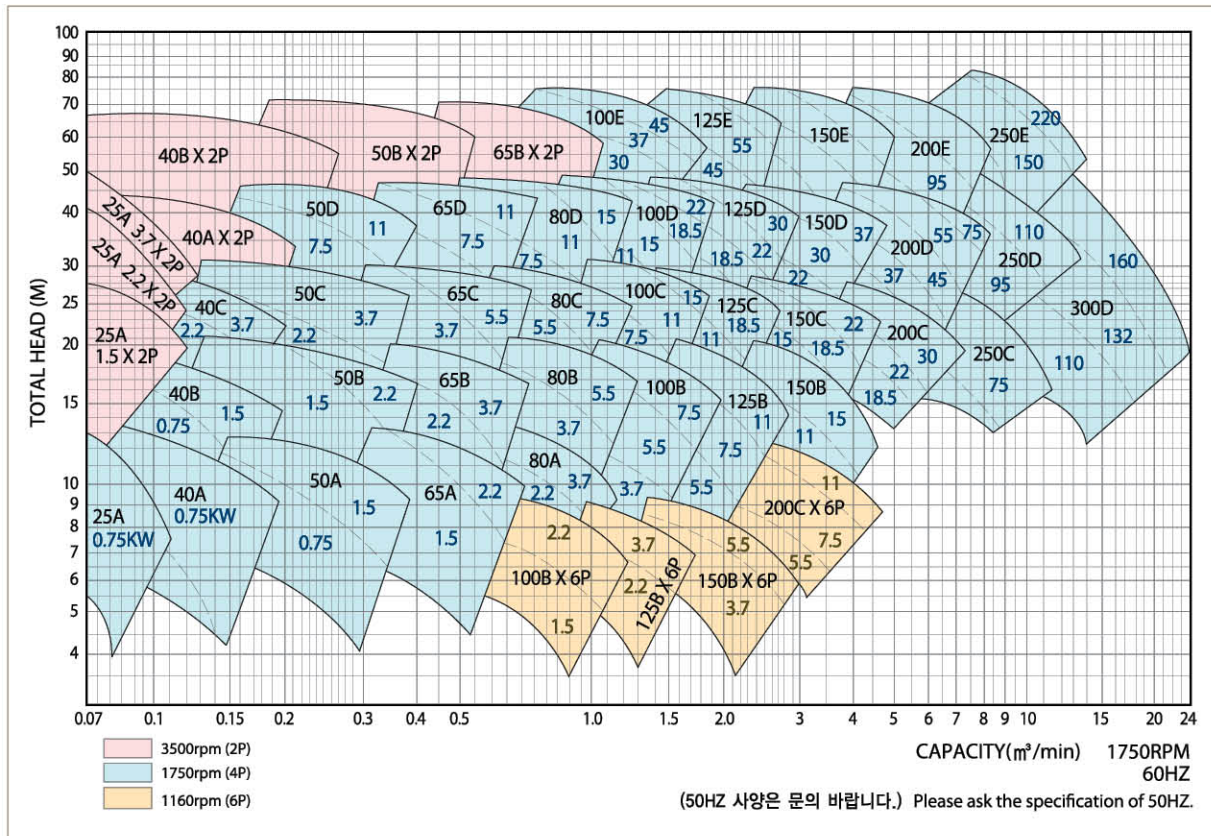 TOTAL HEAD (M)
100
90
80
70
60
50
40
30
25
20
15
10
9
8
7
6
5
4
40B X 2P
50B X 2P
65B X 2P
100E
45
37
30
125E
55
45
150E
200E
95
250E
220
150
25A 3.7 X 2P
25A 2.2 X 2P
40A X 2P
50D
11
7.5
65D
11
7.5
80D
15
11
7.5
100D
22
18.5
15
11
125D
30
22
18.5
150D
37
30
22
200D
55
45
37
250D
75
110
95
300D
160
132
110
25A
1.5 X 2P
40C
2.2
3.7
50C
3.7
2.2
65C
5.5
3.7
80C
7.5
5.5
100C
15
11
7.5
125C
18.5
11
150C
22
18.5
15
200C
30
22
18.5
250C
75
40B
0.75
1.5
50B
2.2
1.5
65B
3.7
2.2
80B
5.5
3.7
100B
7.5
5.5
125B
11
7.5
150B
15
11
25A
0.75KW
40A
0.75KW
50A
1.5
0.75
65A
2.2
1.5
80A
3.7
2.2
3.7
5.5
100B X 6P
2.2
1.5
125B X 6P
3.7
2.2
150B X 6P
5.5
3.7
200C X 6P
11
7.5
5.5
0.07 0.1 0.15 0.2 0.3 0.4 0.5 1.0 1.5 2.0 3 4 5 6 7 8 9 10 15 20 24
3500rpm (2P)
1750rpm (4P)
1160rpm (6P)
CAPACITY(㎥/min) 1750RPM
60HZ
(50HZ 사양은 문의 바랍니다.) Please ask the specification of 50HZ.